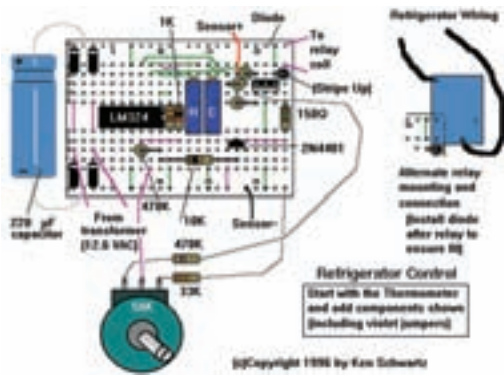 Diode
Sensor+
1K
To
relay
coil
(Stripe Up)
LM324
150Ω
2N4401
470K
10K
Sensor-
220 µF
capacitor
From
transformer
(12.6 VAC)
470K
33K
Refrigerator Wiring
Alternate relay
mounting and
connection
(Install diode
after relay to
ensure fit)
Refrigerator Control
Start with the Thermometer
and add components shown
(including violet jumpers)
(c)Copyright 1996 by Ken Schwartz